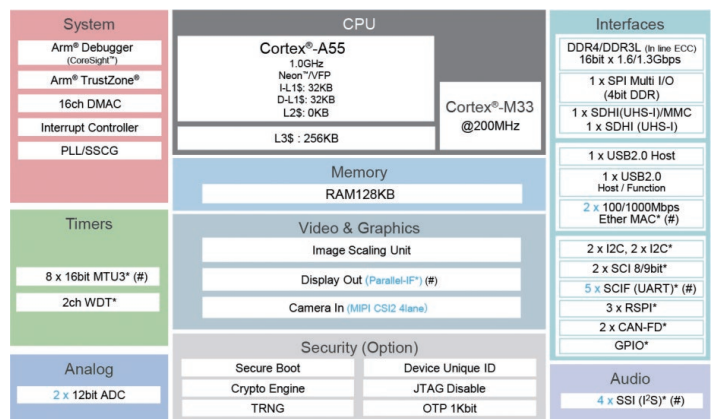 System
Arm® Debugger
(CoreSight™)
Arm® TrustZone®
16ch DMAC
Interrupt Controller
PLL/SSCG
Timers
8 x 16bit MTU3* (#)
2ch WDT*
Analog
2 x 12bit ADC
CPU
Cortex®-A55
1.0GHz
Neon™/VFP
I-L1$: 32KB
D-L1$: 32KB
L2$: 0KB
L3$ : 256KB
Cortex®-M33
@200MHz
Memory
RAM128KB
Video & Graphics
Image Scaling Unit
Display Out (Parallel-IF*) (#)
Camera In (MIPI CSI2 4lane)
Security (Option)
Secure Boot
Device Unique ID
Crypto Engine
JTAG Disable
TRNG
OTP 1Kbit
Interfaces
DDR4/DDR3L (In line ECC)
16bit x 1.6/1.3Gbps
1 x SPI Multi I/O
(4bit DDR)
1 x SDHI(UHS-I)/MMC
1 x SDHI (UHS-I)
1 x USB2.0 Host
1 x USB2.0
Host / Function
2 x 100/1000Mbps
Ether MAC* (#)
2 x I2C, 2 x I2C*
2 x SCI 8/9bit*
5 x SCIF (UART)* (#)
3 x RSPI*
2 x CAN-FD*
GPIO*
Audio
4 x SSI (I²S)* (#)